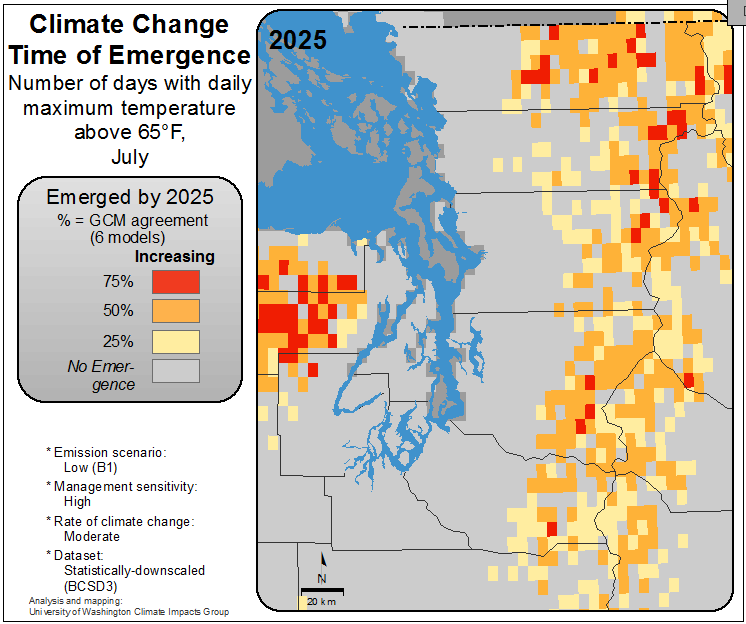 Climate Change
Time of Emergence
Number of days with daily
maximum temperature
above 65°F,
July
2025
Emerged by 2025
% = GCM agreement
(6 models)
Increasing
75%
50%
25%
No Emer-
gence
* Emission scenario:
Low (B1)
* Management sensitivity:
High
* Rate of climate change:
Moderate
* Dataset:
Statistically-downscaled
(BCSD3)
Analysis and mapping:
University of Washington Climate Impacts Group
N
20 km